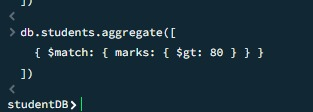 ])
<
> db.students.aggregate([
{ $match: { marks: { $gt: 80 } } }
])
<
studentDB>